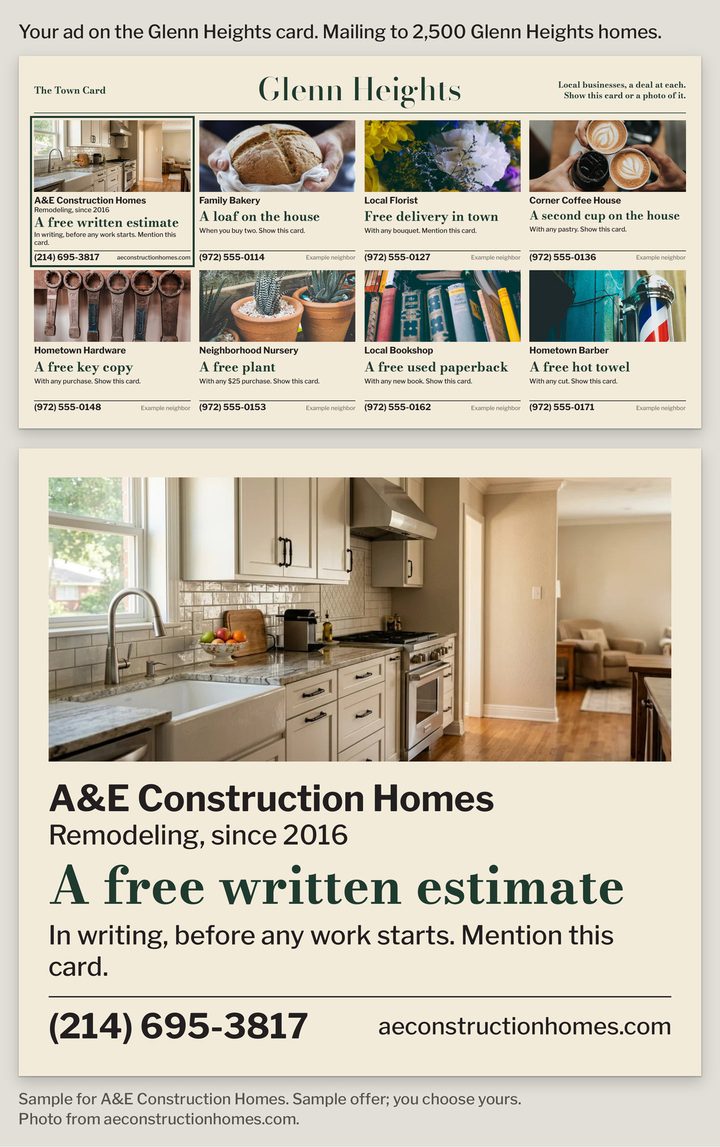 Your ad on the Glenn Heights card. Mailing to 2,500 Glenn Heights homes.
The Town Card
Glenn Heights
Local businesses, a deal at each.
Show this card or a photo of it.
A&E Construction Homes
Remodeling, since 2016
A free written estimate
In writing, before any work starts. Mention this
card.
(214) 695-3817 aeconstructionhomes.com
Family Bakery
A loaf on the house
When you buy two. Show this card.
(972) 555-0114 Example neighbor
Local Florist
Free delivery in town
With any bouquet. Mention this card.
(972) 555-0127 Example neighbor
Corner Coffee House
A second cup on the house
With any pastry. Show this card.
(972) 555-0136 Example neighbor
Hometown Hardware
A free key copy
With any purchase. Show this card.
(972) 555-0148 Example neighbor
Neighborhood Nursery
A free plant
With any $25 purchase. Show this card.
(972) 555-0153 Example neighbor
Local Bookshop
A free used paperback
With any new book. Show this card.
(972) 555-0162 Example neighbor
Hometown Barber
A free hot towel
With any cut. Show this card.
(972) 555-0171 Example neighbor
A&E Construction Homes
Remodeling, since 2016
A free written estimate
In writing, before any work starts. Mention this
card.
(214) 695-3817 aeconstructionhomes.com
Sample for A&E Construction Homes. Sample offer; you choose yours.
Photo from aeconstructionhomes.com.